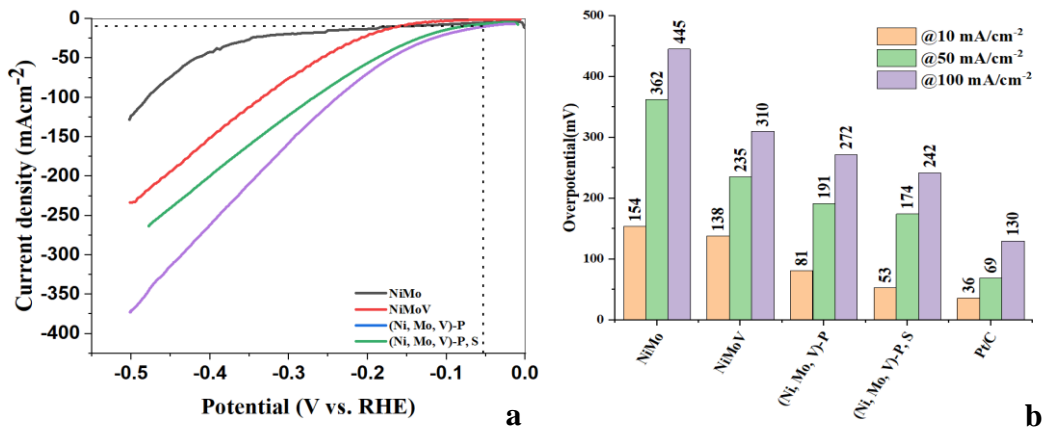 0
-50
-100
-150
-200
-250
-300
-350
-400
Current density (mAcm⁻²)
NiMo
NiMoV
(Ni, Mo, V)-P
(Ni, Mo, V)-P, S
-0.5
-0.4
-0.3
-0.2
-0.1
0.0
Potential (V vs. RHE)
a
500
400
300
200
100
0
Overpotential(mV)
@10 mA/cm⁻²
@50 mA/cm⁻²
@100 mA/cm⁻²
154
362
445
138
235
310
81
191
272
53
174
242
36
69
130
NiMo
NiMoV
(Ni, Mo, V)-P
(Ni, Mo, V)-P, S
Pt/C
b